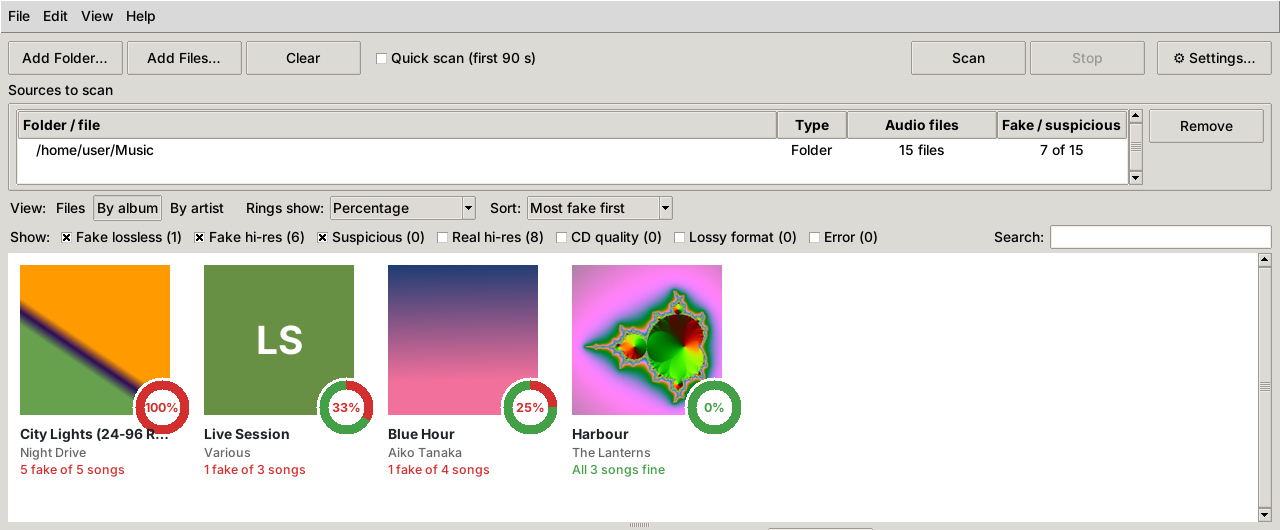 File Edit View Help
Add Folder... Add Files... Clear Quick scan (first 90 s) Scan Stop ⚙ Settings...
Sources to scan
Folder / file Type Audio files Fake / suspicious
/home/user/Music Folder 15 files 7 of 15
Remove
View: Files By album By artist Rings show: Percentage Sort: Most fake first
Show: Fake lossless (1) Fake hi-res (6) Suspicious (0) Real hi-res (8) CD quality (0) Lossy format (0) Error (0) Search:
LS
100% 33% 25% 0%
City Lights (24-96 R... Live Session Blue Hour Harbour
Night Drive Various Aiko Tanaka The Lanterns
5 fake of 5 songs 1 fake of 3 songs 1 fake of 4 songs All 3 songs fine